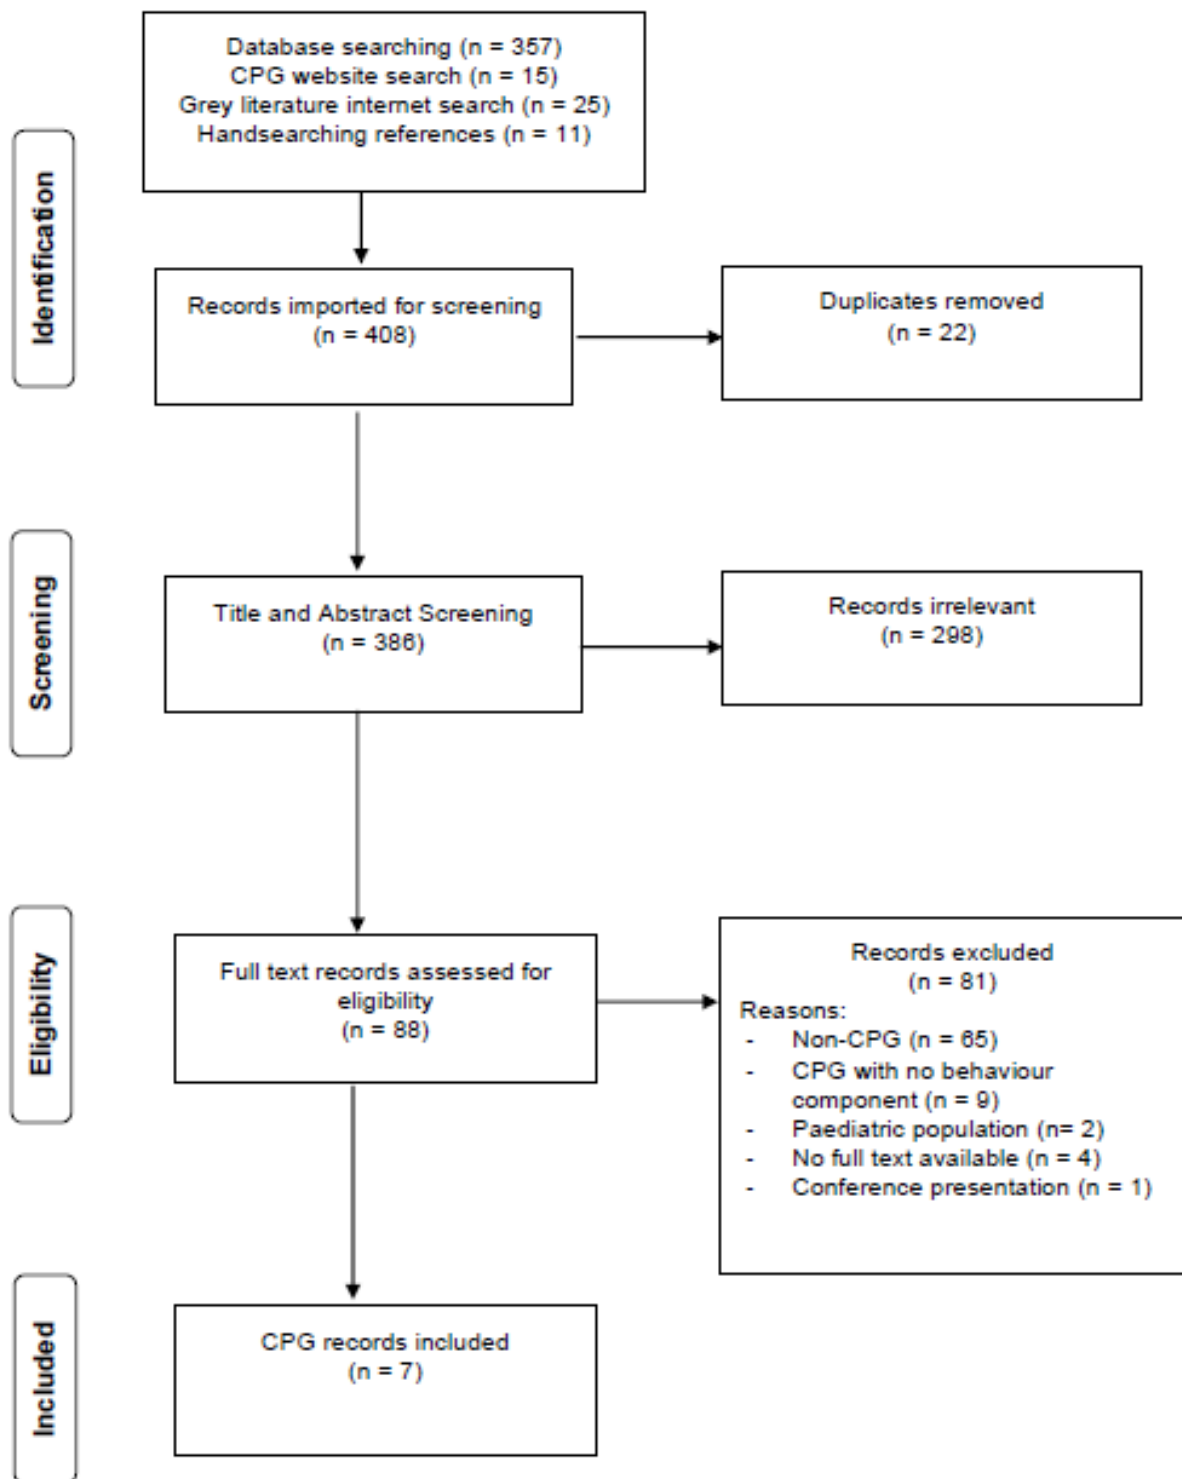 Identification
Database searching (n = 357)
CPG website search (n = 15)
Grey literature internet search (n = 25)
Handsearching references (n = 11)
Records imported for screening
(n = 408)
Duplicates removed
(n = 22)
Screening
Title and Abstract Screening
(n = 386)
Records irrelevant
(n = 298)
Eligibility
Full text records assessed for
eligibility
(n = 88)
Records excluded
(n = 81)
Reasons:
- Non-CPG (n = 65)
- CPG with no behaviour
component (n = 9)
- Paediatric population (n= 2)
- No full text available (n = 4)
- Conference presentation (n = 1)
Included
CPG records included
(n = 7)